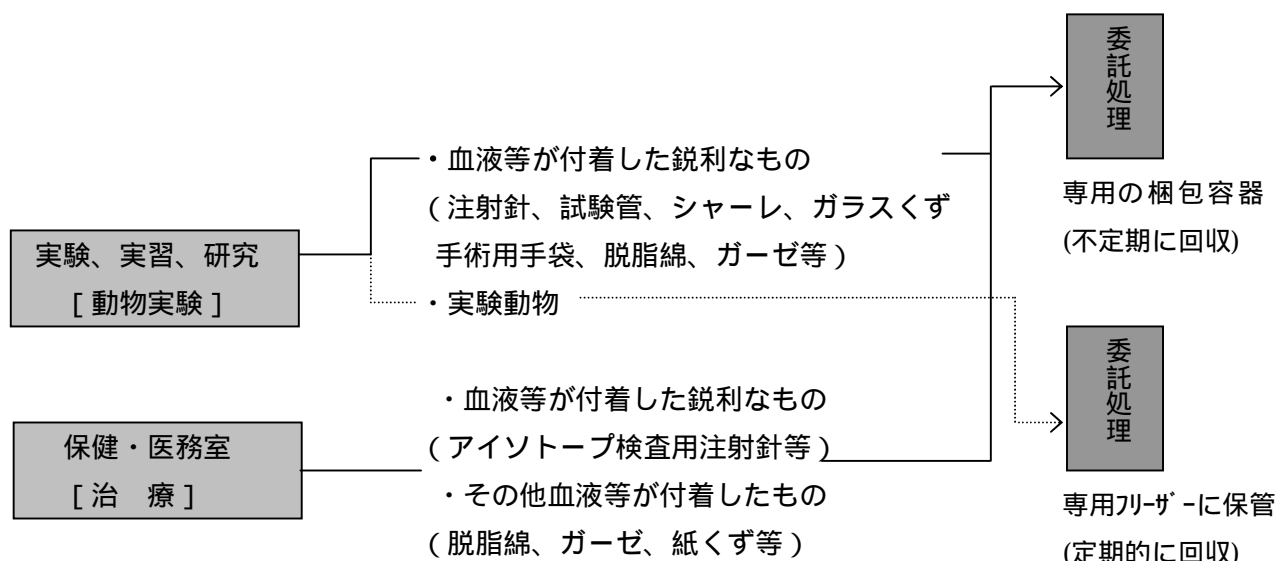 実験、実習、研究
[ 動物実験 ]
・血液等が付着した鋭利なもの
(注射針、試験管、シャーレ、ガラスくず
手術用手袋、脱脂綿、ガーゼ等)
・実験動物
保健・医務室
[ 治 療 ]
・血液等が付着した鋭利なもの
(アイソトープ検査用注射針等)
・その他血液等が付着したもの
(脱脂綿、ガーゼ、紙くず等)
委託処理
専用の梱包容器
(不定期に回収)
委託処理
専用フリーザーに保管
(定期的に回収)